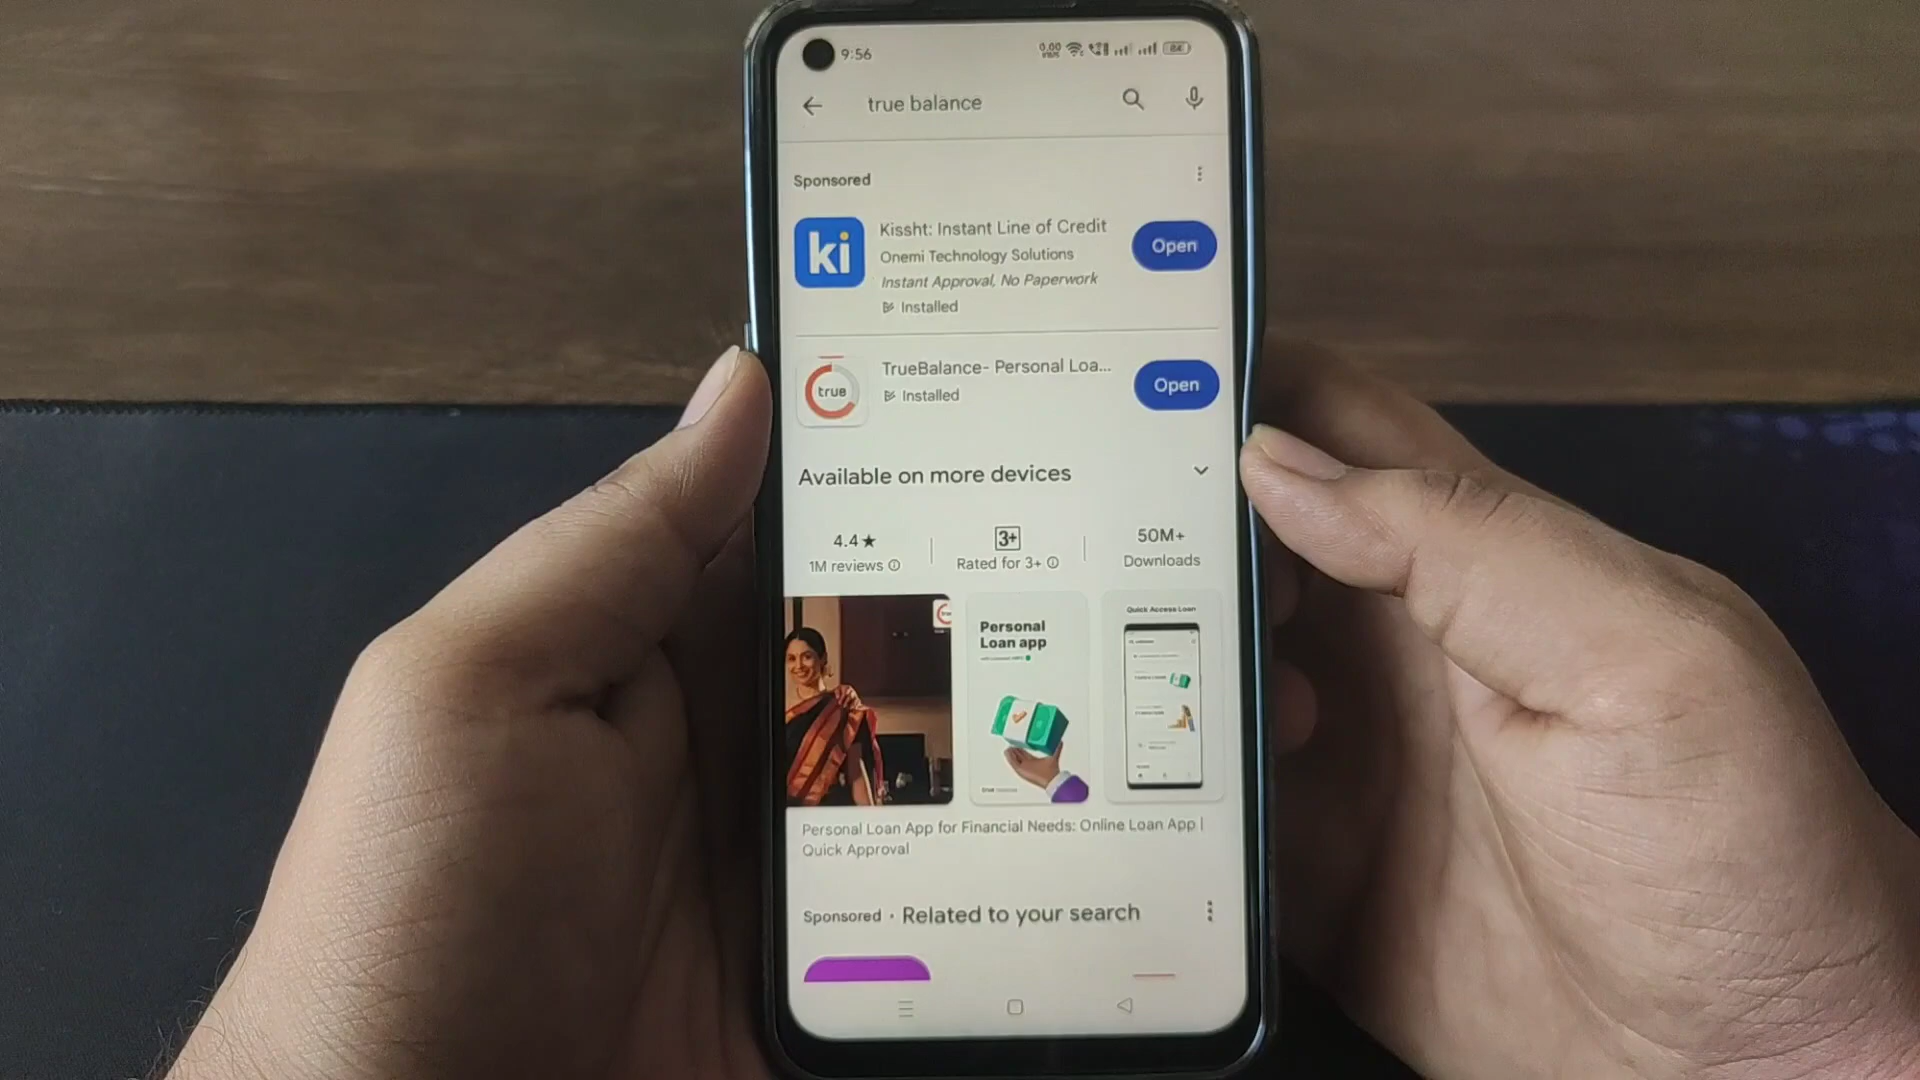 9:56
0.00
84
true balance
Sponsored
ki
Kissht: Instant Line of Credit
Onemi Technology Solutions
Instant Approval, No Paperwork
Installed
Open
true
TrueBalance- Personal Loa...
Installed
Open
Available on more devices
4.4★
1M reviews
3+
Rated for 3+
50M+
Downloads
Personal
Loan app
Quick Access Loan
Personal Loan App for Financial Needs: Online Loan App |
Quick Approval
Sponsored · Related to your search